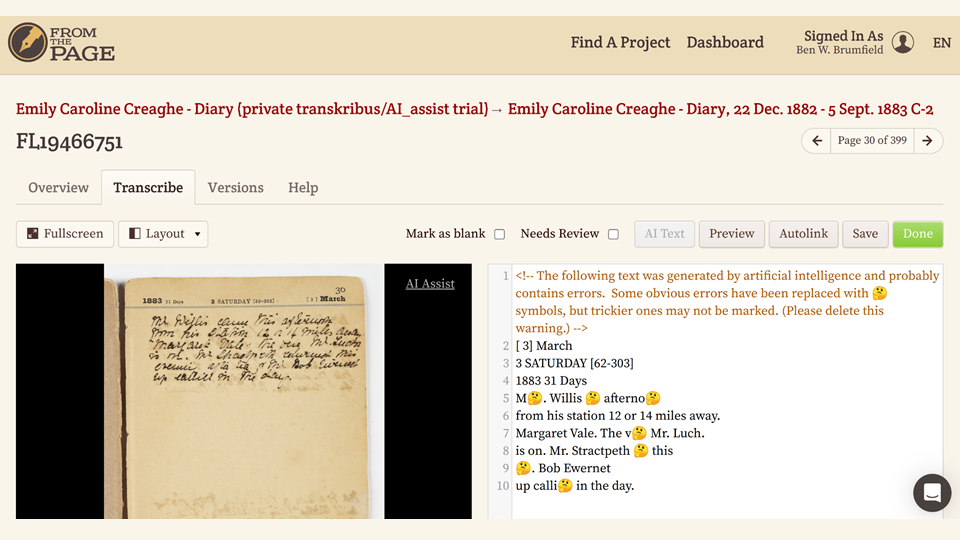 FROM
THE
PAGE
Find A Project
Dashboard
Signed In As
Ben W. Brumfield
EN
Emily Caroline Creaghe - Diary (private transkribus/AI_assist trial) → Emily Caroline Creaghe - Diary, 22 Dec. 1882 - 5 Sept. 1883 C-2
FL19466751
Page 30 of 399
Overview
Transcribe
Versions
Help
Fullscreen
Layout
Mark as blank
Needs Review
AI Text
Preview
Autolink
Save
Done
30
1883 31 Days 3 SATURDAY [62-303] [ 3 ] March
Mr Willis came this afternoon
from his station 12 or 14 miles away
"Margaret Vale". The
is on. Mr returned this
after tea & Mr Bob
up in the day.
AI Assist
1 <!-- The following text was generated by artificial intelligence and probably
contains errors. Some obvious errors have been replaced with 🤔
symbols, but trickier ones may not be marked. (Please delete this
warning.) -->
2 [ 3] March
3 3 SATURDAY [62-303]
4 1883 31 Days
5 M🤔. Willis 🤔 afterno🤔
6 from his station 12 or 14 miles away.
7 Margaret Vale. The v🤔 Mr. Luch.
8 is on. Mr. Stractpeth 🤔 this
9 🤔. Bob Ewernet
10 up calli🤔 in the day.